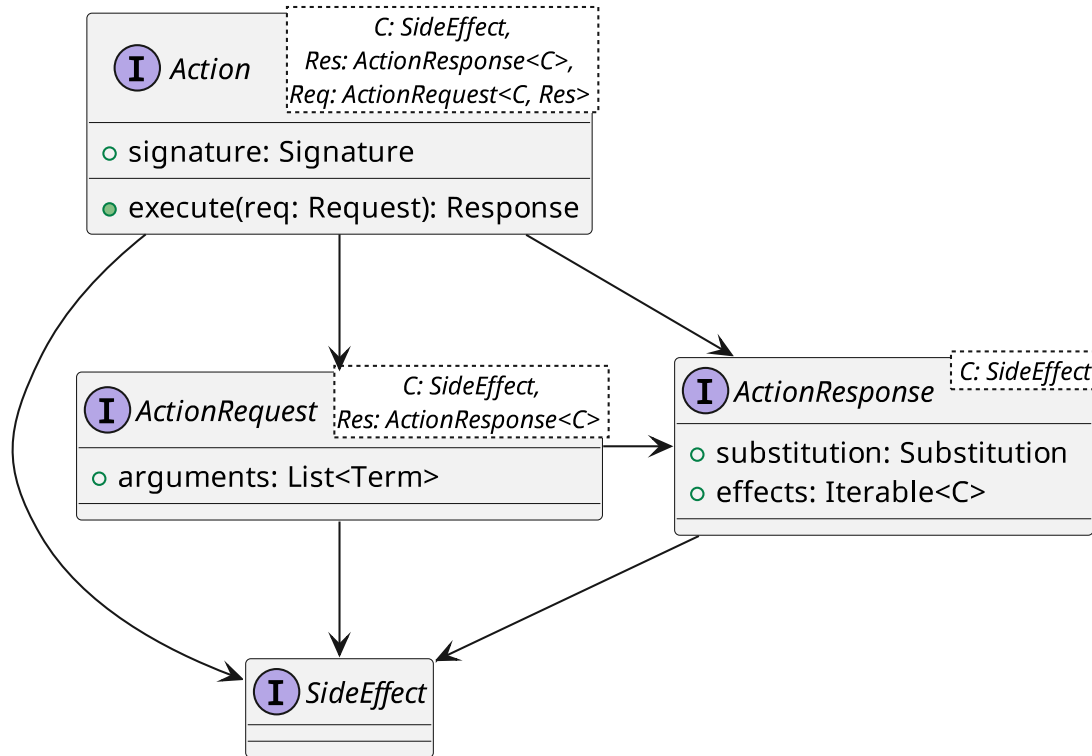 I Action
C: SideEffect,
Res: ActionResponse<C>,
Req: ActionRequest<C, Res>
signature: Signature
execute(req: Request): Response
I ActionRequest
C: SideEffect,
Res: ActionResponse<C>
arguments: List<Term>
I ActionResponse
C: SideEffect
substitution: Substitution
effects: Iterable<C>
I SideEffect